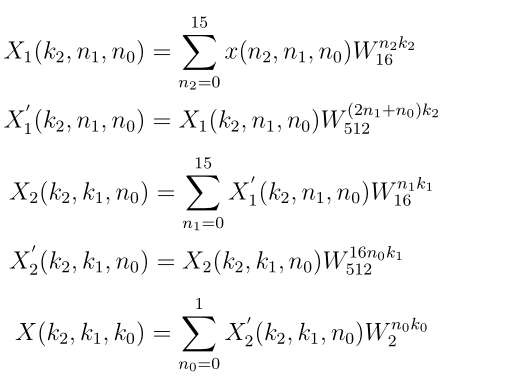 X_1(k_2, n_1, n_0) = \sum_{n_2=0}^{15} x(n_2, n_1, n_0) W_{16}^{n_2 k_2}
X_1^{'}(k_2, n_1, n_0) = X_1(k_2, n_1, n_0) W_{512}^{(2n_1+n_0)k_2}
X_2(k_2, k_1, n_0) = \sum_{n_1=0}^{15} X_1^{'}(k_2, n_1, n_0) W_{16}^{n_1 k_1}
X_2^{'}(k_2, k_1, n_0) = X_2(k_2, k_1, n_0) W_{512}^{16n_0 k_1}
X(k_2, k_1, k_0) = \sum_{n_0=0}^{1} X_2^{'}(k_2, k_1, n_0) W_2^{n_0 k_0}